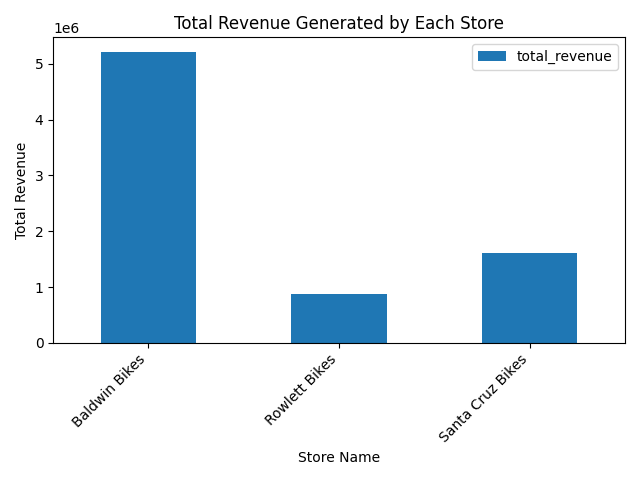 Total Revenue Generated by Each Store
1e6
total_revenue
5
4
3
2
1
0
Total Revenue
Baldwin Bikes
Rowlett Bikes
Santa Cruz Bikes
Store Name